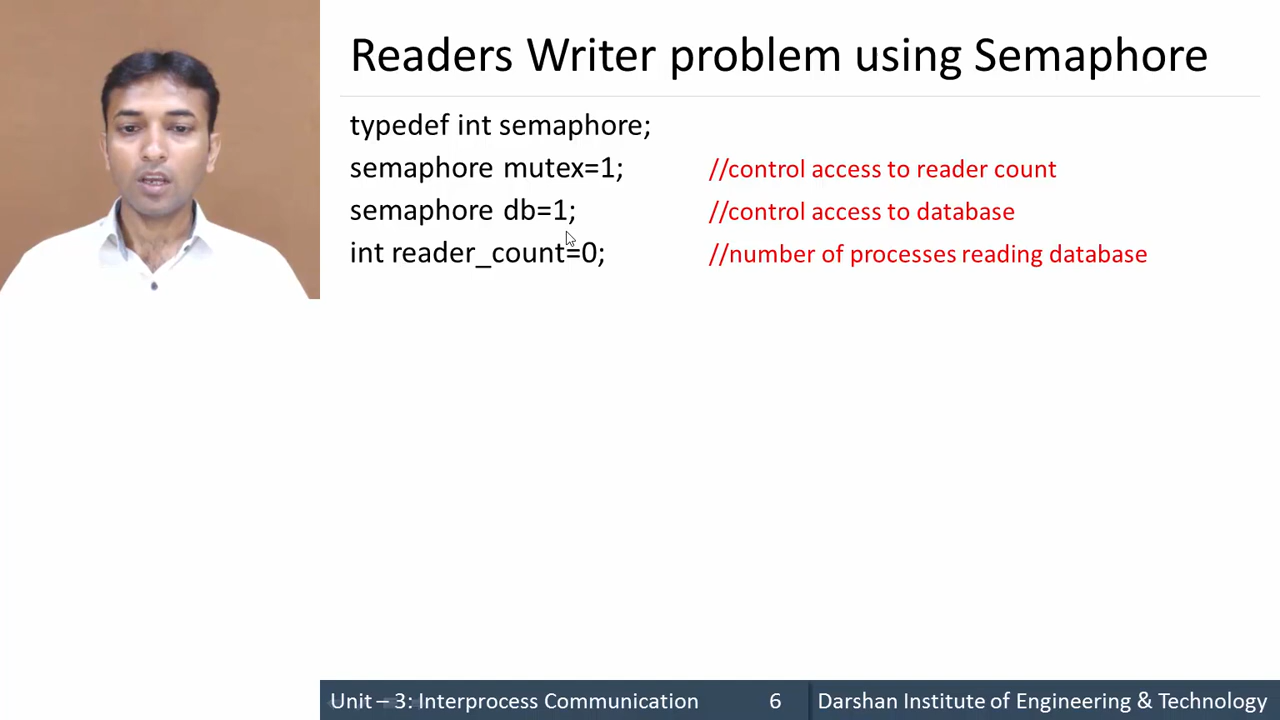 Readers Writer problem using Semaphore
typedef int semaphore;
semaphore mutex=1; //control access to reader count
semaphore db=1; //control access to database
int reader_count=0; //number of processes reading database
Unit – 3: Interprocess Communication 6 Darshan Institute of Engineering & Technology